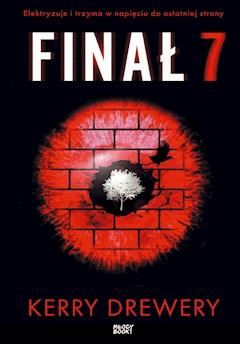 Elektryzuje i trzyma w napięciu do ostatniej strony
FINAŁ 7
KERRY DREWERY
MŁODY
BOOK!